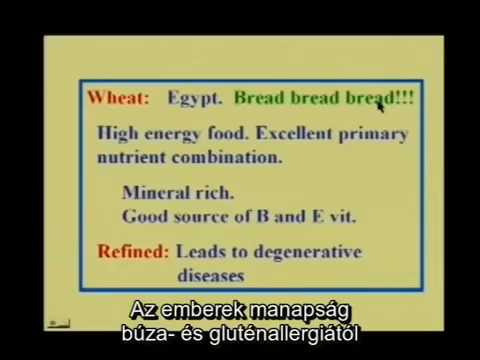 Wheat: Egypt. Bread bread bread!!!
High energy food. Excellent primary
nutrient combination.
Mineral rich.
Good source of B and E vit.
Refined: Leads to degenerative
diseases
Az emberek manapság
búza- és gluténallergiától